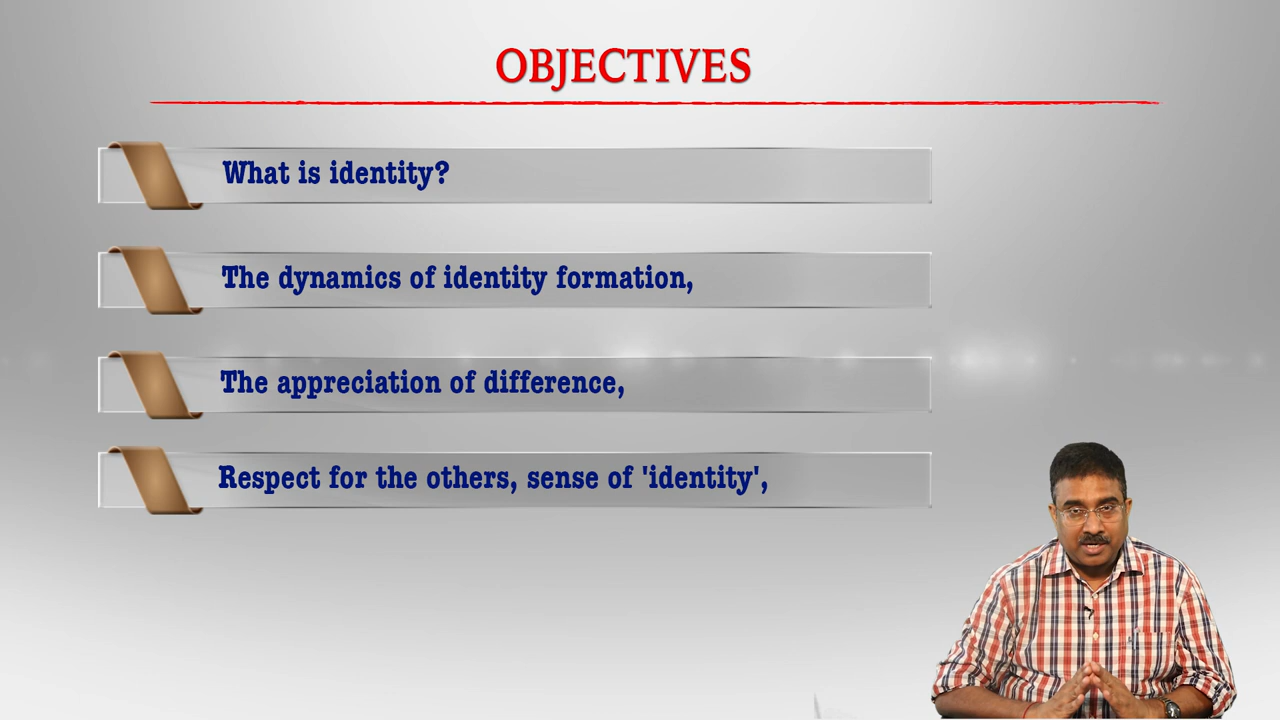 OBJECTIVES
What is identity?
The dynamics of identity formation,
The appreciation of difference,
Respect for the others, sense of 'identity',